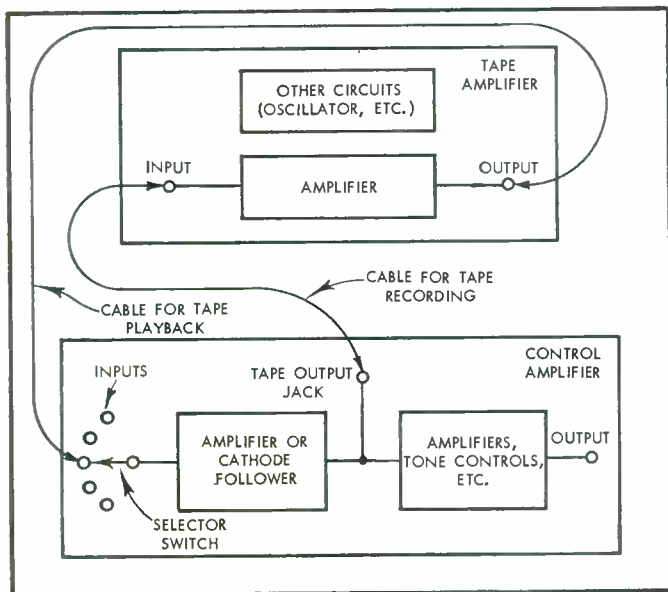 TAPE
AMPLIFIER
OTHER CIRCUITS
(OSCILLATOR, ETC.)
INPUT
AMPLIFIER
OUTPUT
CABLE FOR TAPE
RECORDING
CABLE FOR TAPE
PLAYBACK
CONTROL
AMPLIFIER
INPUTS
TAPE OUTPUT
JACK
AMPLIFIER OR
CATHODE
FOLLOWER
AMPLIFIERS,
TONE CONTROLS,
ETC.
OUTPUT
SELECTOR
SWITCH